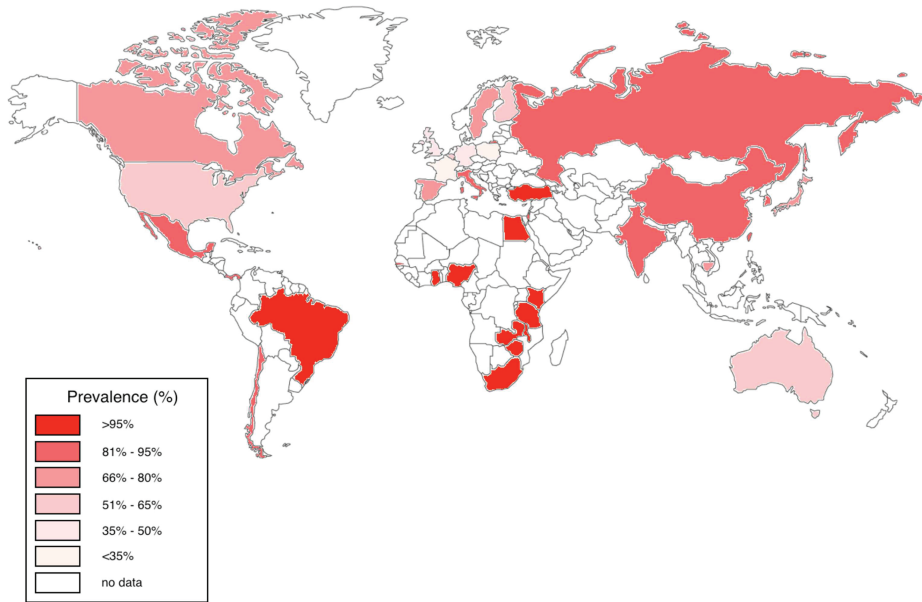 Prevalence (%)
>95%
81% - 95%
66% - 80%
51% - 65%
35% - 50%
<35%
no data